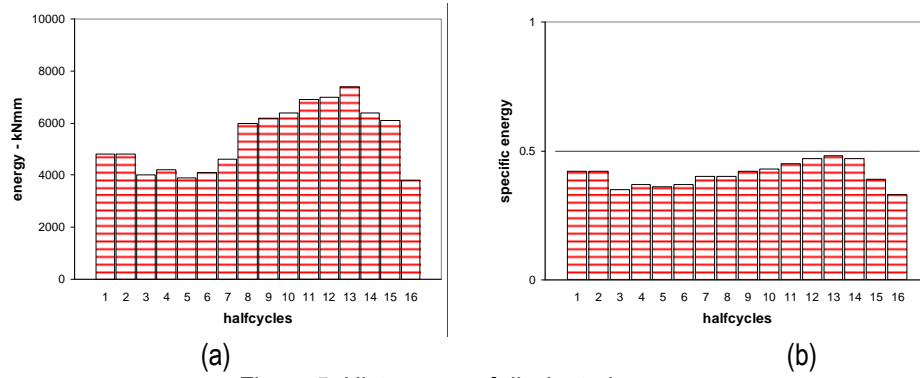 10000
8000
6000
4000
2000
0
energy - kNmm
1 2 3 4 5 6 7 8 9 10 11 12 13 14 15 16
halfcycles
(a)
1
0.5
0
specific energy
1 2 3 4 5 6 7 8 9 10 11 12 13 14 15 16
halfcycles
(b)